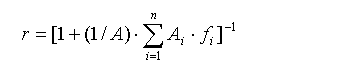 r = [1 + (1/A) · ∑_{i=1}^{n} A_i · f_i]^{-1}